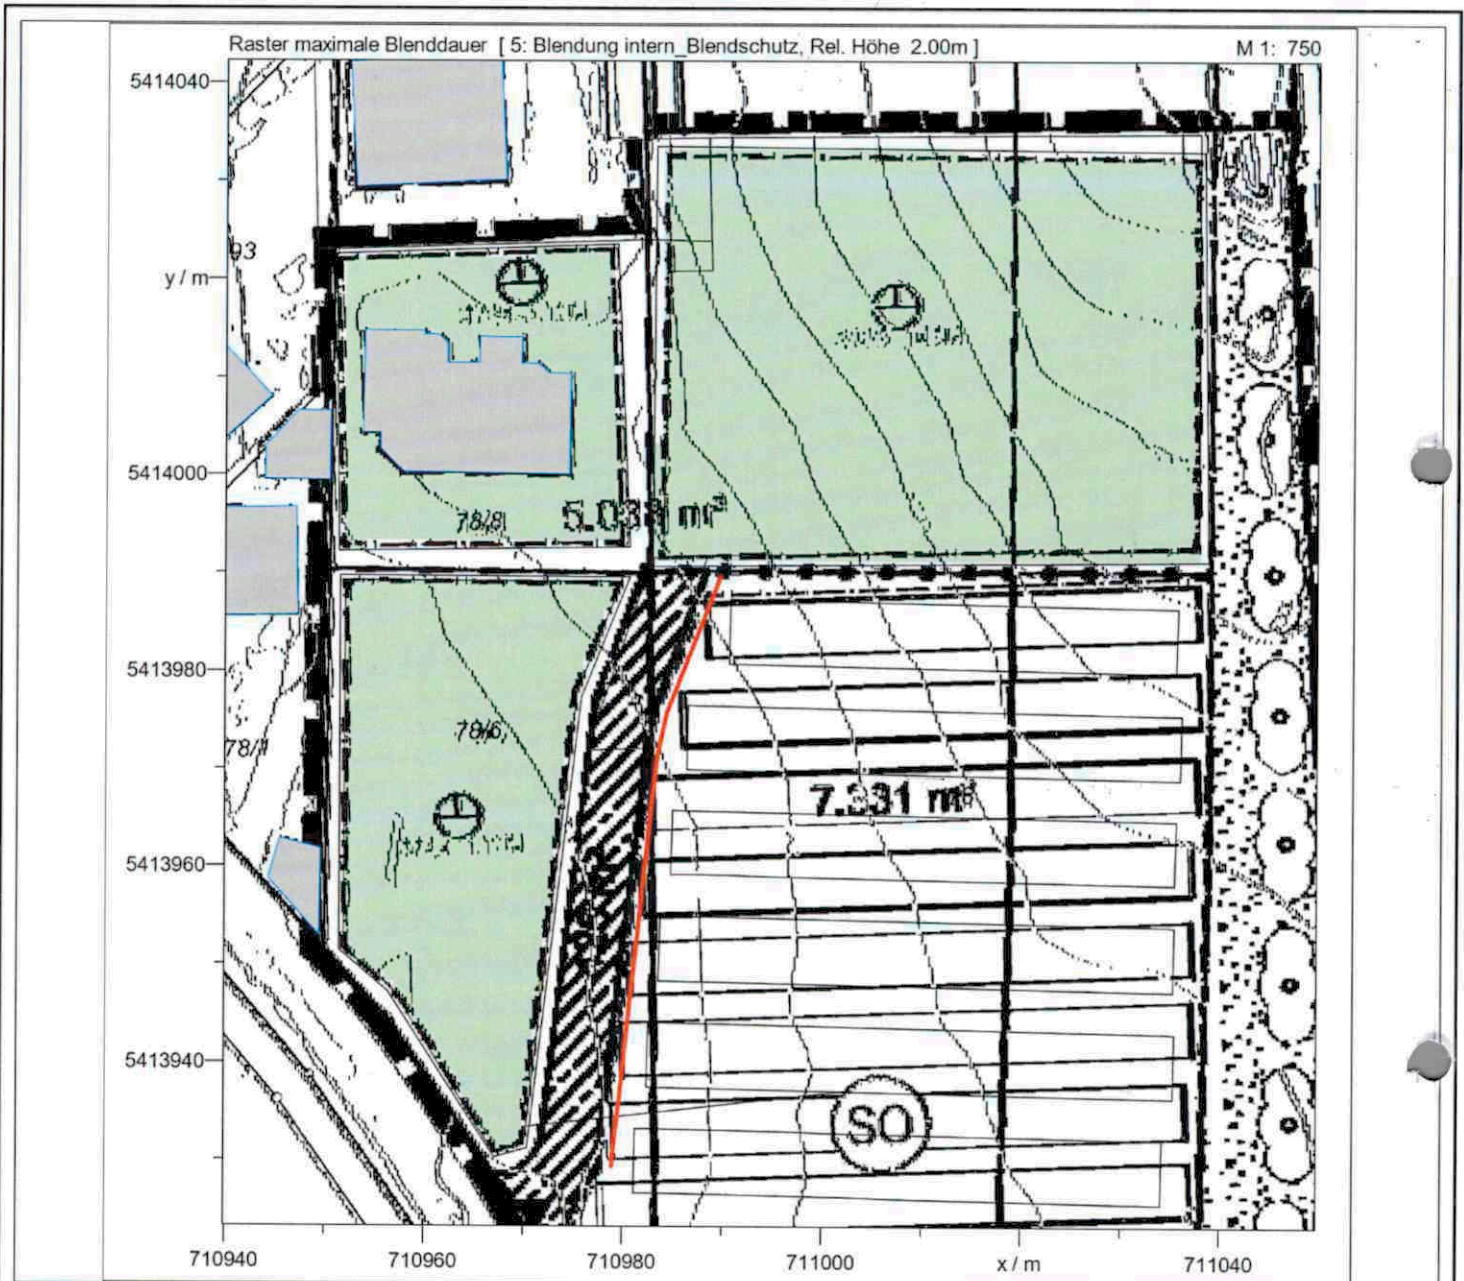 Raster maximale Blenddauer [ 5: Blendung intern_Blendschutz, Rel. Höhe 2.00m ] M 1: 750
5414040
93
y / m
I
I
5414000
78/8
5.038 m²
5413980
78/6
78/1
7.331 m²
I
5413960
5413940
SO
710940 710960 710980 711000 x / m 711040